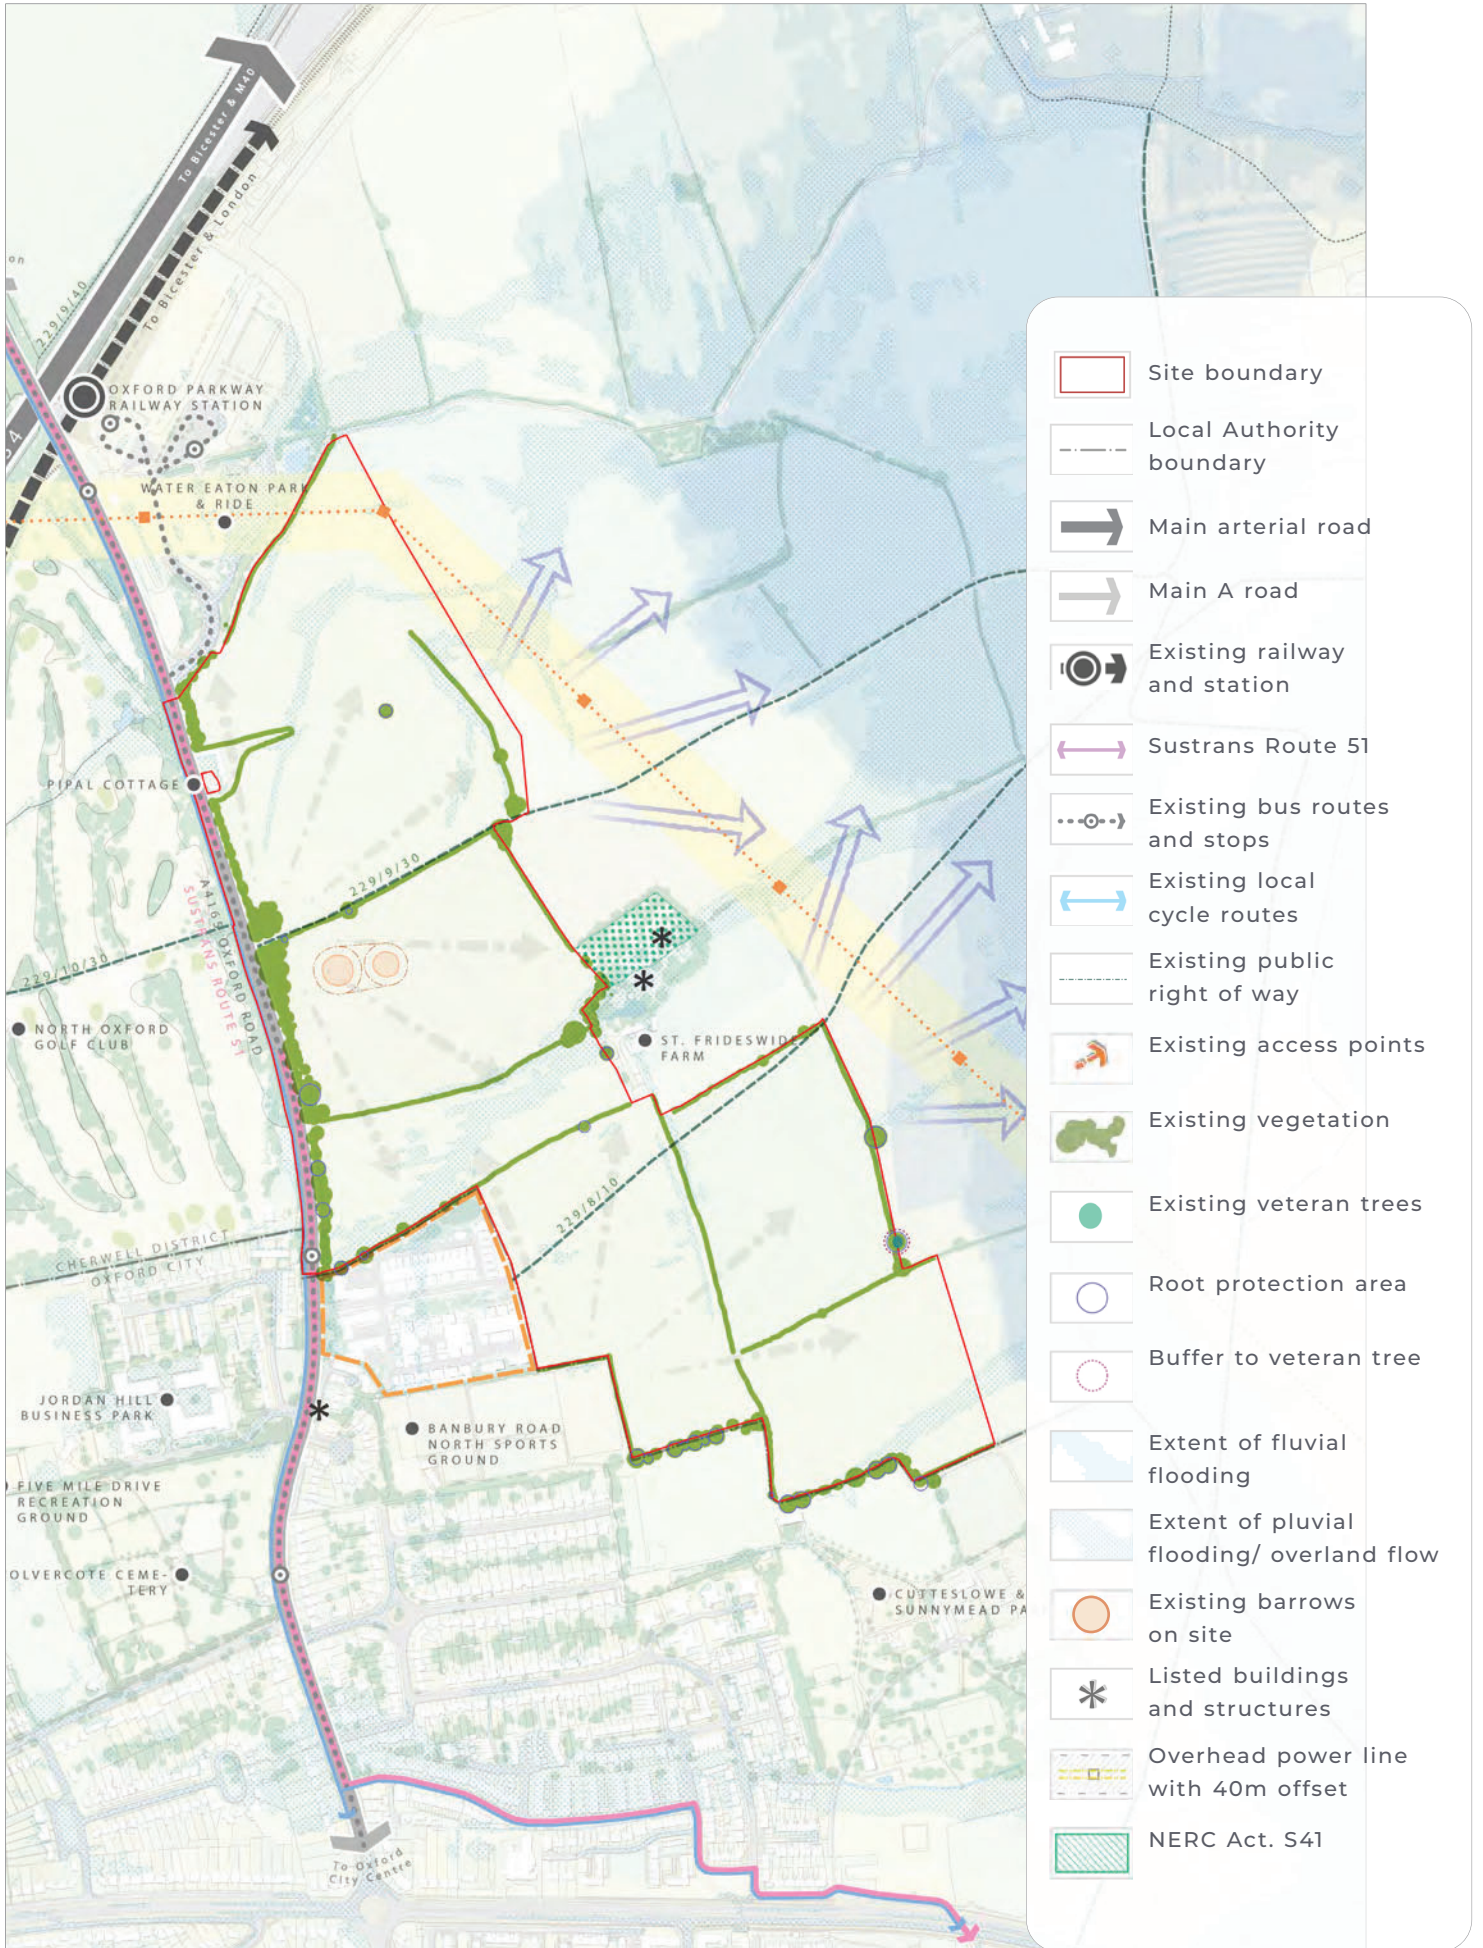 To Bicester & M40
To Bicester & London
on
229/9/40
34
OXFORD PARKWAY
RAILWAY STATION
WATER EATON PARK
& RIDE
PIPAL COTTAGE
229/9/30
229/10/30
A4165 OXFORD ROAD
SUSTRANS ROUTE 51
NORTH OXFORD
GOLF CLUB
ST. FRIDESWIDE
FARM
229/8/10
CHERWELL DISTRICT
OXFORD CITY
JORDAN HILL
BUSINESS PARK
BANBURY ROAD
NORTH SPORTS
GROUND
FIVE MILE DRIVE
RECREATION
GROUND
OLVERCOTE CEME-
TERY
CUTTESLOWE &
SUNNYMEAD PA
To Oxford
City Centre
Site boundary
Local Authority
boundary
Main arterial road
Main A road
Existing railway
and station
Sustrans Route 51
Existing bus routes
and stops
Existing local
cycle routes
Existing public
right of way
Existing access points
Existing vegetation
Existing veteran trees
Root protection area
Buffer to veteran tree
Extent of fluvial
flooding
Extent of pluvial
flooding/ overland flow
Existing barrows
on site
Listed buildings
and structures
Overhead power line
with 40m offset
NERC Act. S41